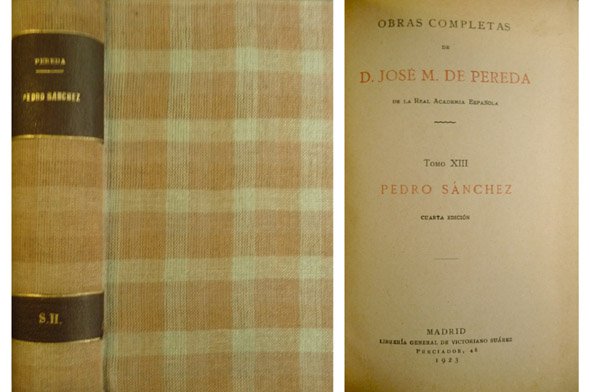 PEREDA
PEDRO SÁNCHEZ
S.H.
OBRAS COMPLETAS
DE
D. JOSÉ M. DE PEREDA
DE LA REAL ACADEMIA ESPAÑOLA
TOMO XIII
PEDRO SÁNCHEZ
CUARTA EDICIÓN
MADRID
LIBRERÍA GENERAL DE VICTORIANO SUÁREZ
PRECIADOR, 48
1923